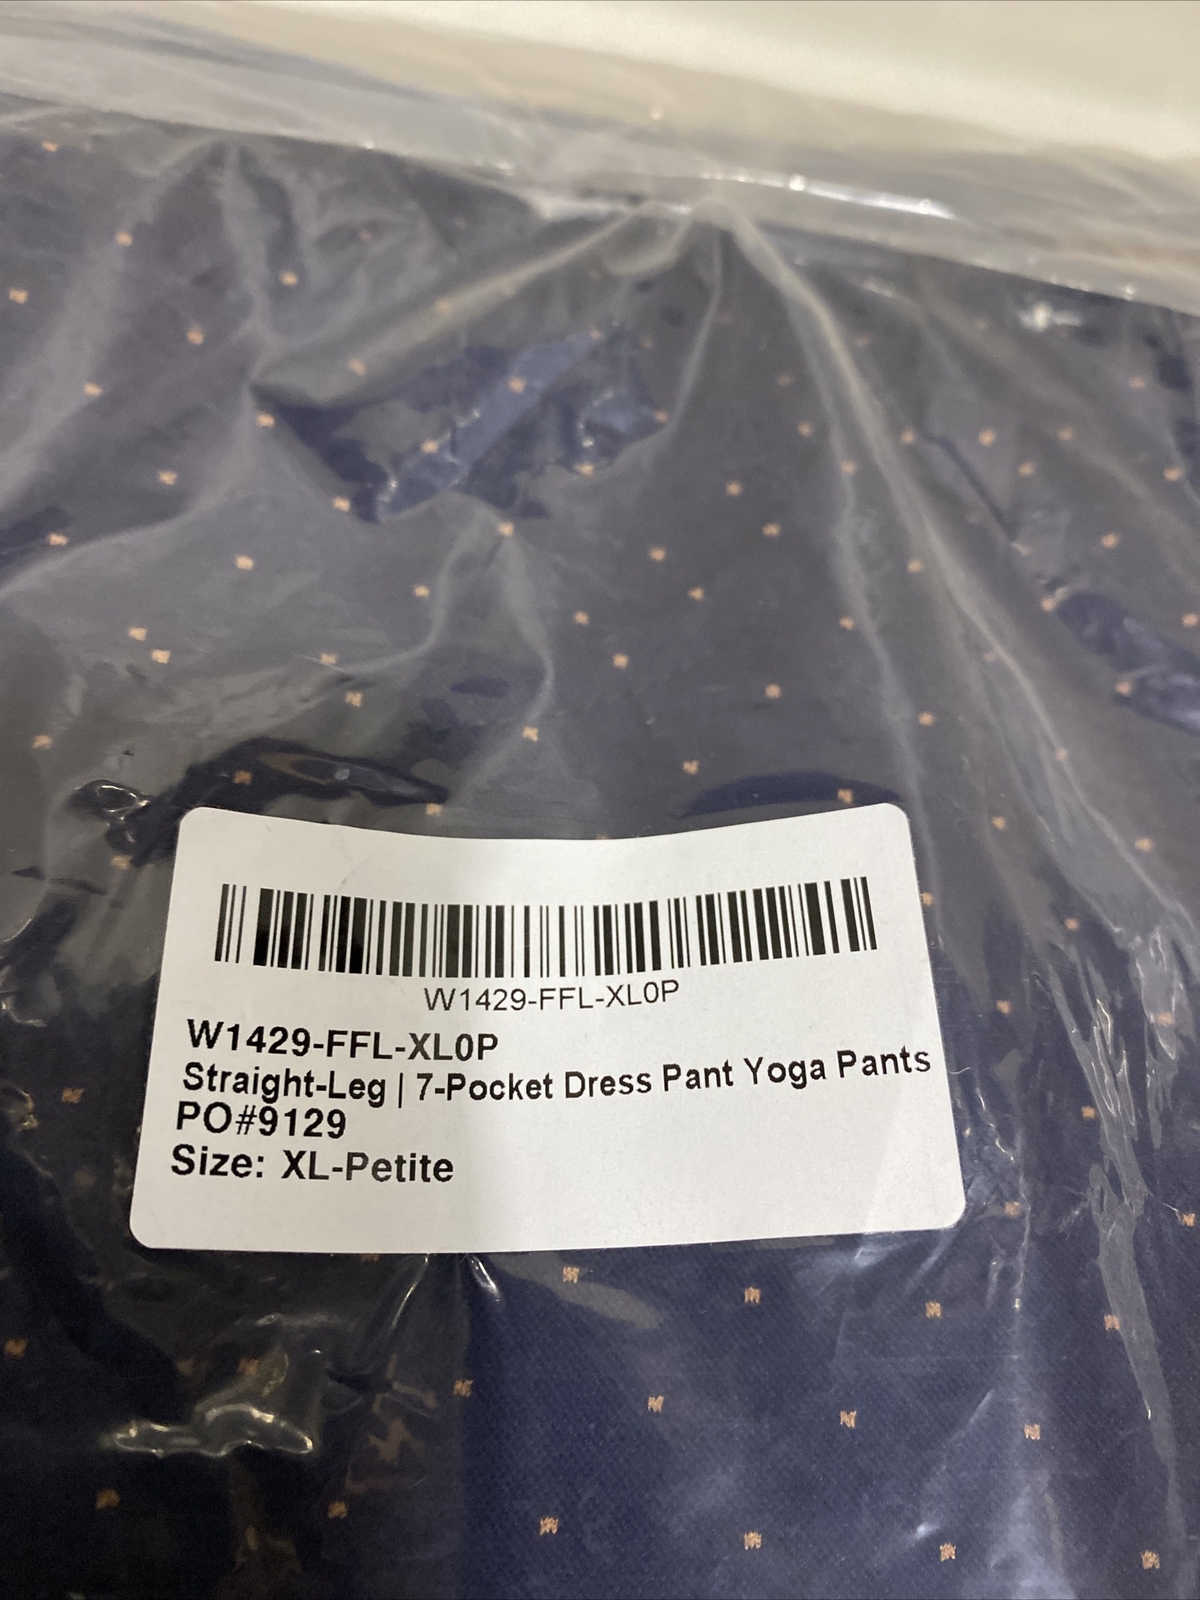 W1429-FFL-XL0P
W1429-FFL-XL0P
Straight-Leg | 7-Pocket Dress Pant Yoga Pants
PO#9129
Size: XL-Petite